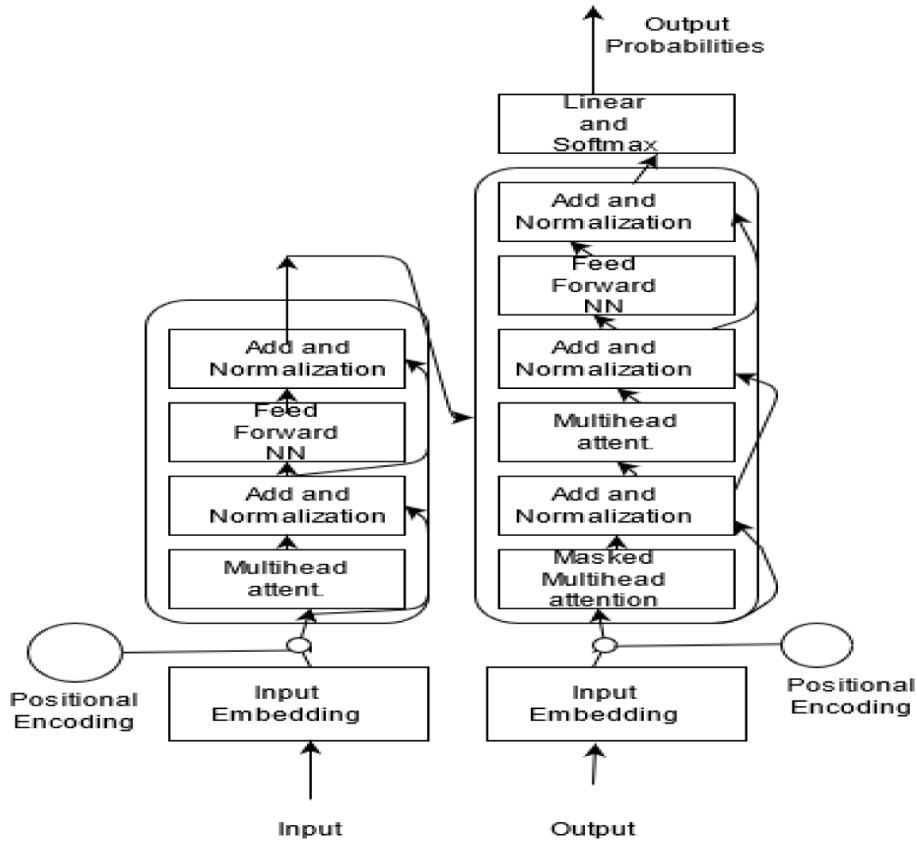 Output
Probabilities
Linear
and
Softmax
Add and
Normalization
Feed
Forward
NN
Add and
Normalization
Multihead
attent.
Add and
Normalization
Masked
Multihead
attention
Add and
Normalization
Feed
Forward
NN
Add and
Normalization
Multihead
attent.
Positional
Encoding
Input
Embedding
Input
Embedding
Positional
Encoding
Input
Output